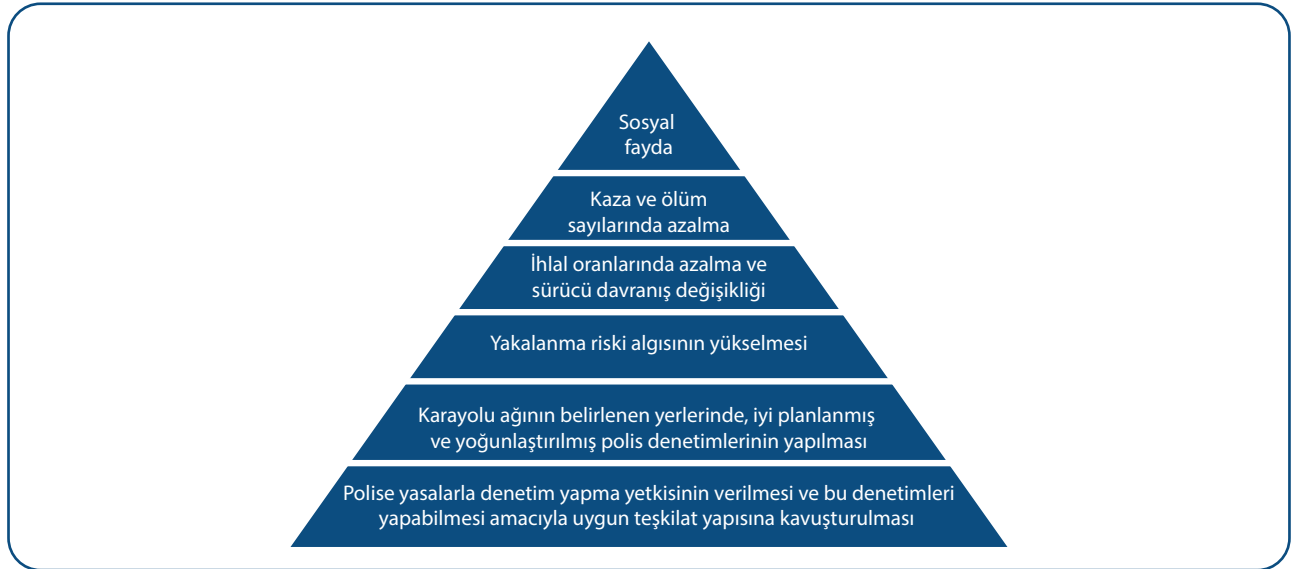 Sosyal
fayda
Kaza ve ölüm
sayılarında azalma
İhlal oranlarında azalma ve
sürücü davranış değişikliği
Yakalanma riski algısının yükselmesi
Karayolu ağının belirlenen yerlerinde, iyi planlanmış
ve yoğunlaştırılmış polis denetimlerinin yapılması
Polise yasalarla denetim yapma yetkisinin verilmesi ve bu denetimleri
yapabilmesi amacıyla uygun teşkilat yapısına kavuşturulması